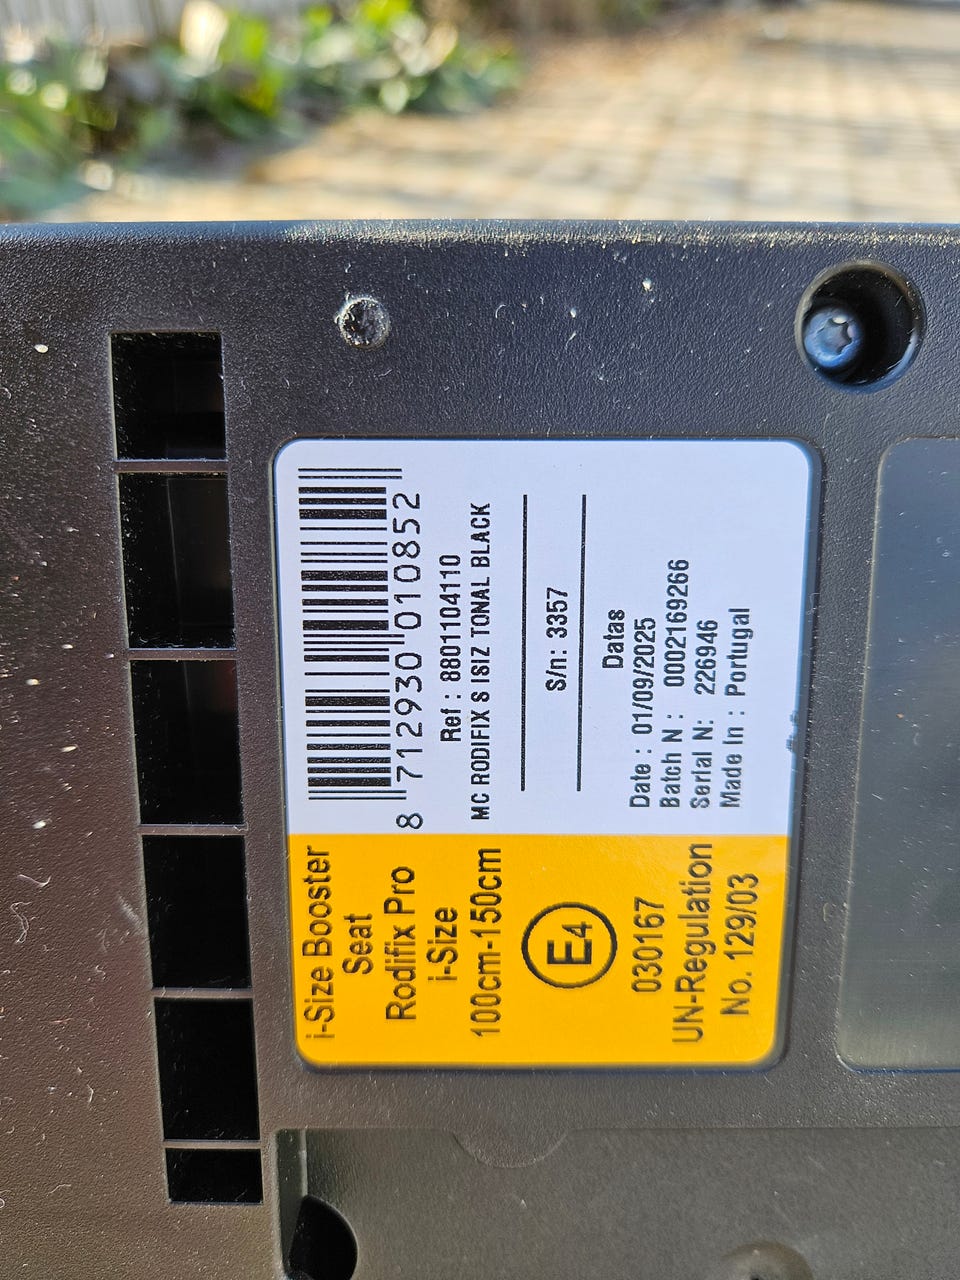 i-Size Booster
Seat
Rodifix Pro
i-Size
100cm-150cm
E4
030167
UN-Regulation
No. 129/03
8 712930 010852
Ref : 8801104110
MC RODIFIX S ISIZ TONAL BLACK
S/n: 3357
Datas
Date : 01/09/2025
Batch N : 0002169266
Serial N: 226946
Made In : Portugal